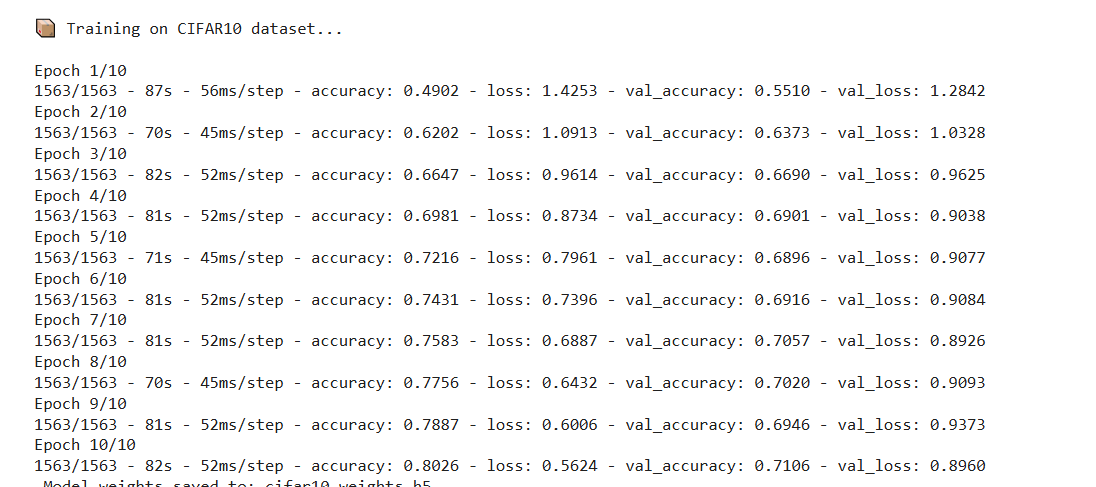 📦 Training on CIFAR10 dataset...
Epoch 1/10
1563/1563 - 87s - 56ms/step - accuracy: 0.4902 - loss: 1.4253 - val_accuracy: 0.5510 - val_loss: 1.2842
Epoch 2/10
1563/1563 - 70s - 45ms/step - accuracy: 0.6202 - loss: 1.0913 - val_accuracy: 0.6373 - val_loss: 1.0328
Epoch 3/10
1563/1563 - 82s - 52ms/step - accuracy: 0.6647 - loss: 0.9614 - val_accuracy: 0.6690 - val_loss: 0.9625
Epoch 4/10
1563/1563 - 81s - 52ms/step - accuracy: 0.6981 - loss: 0.8734 - val_accuracy: 0.6901 - val_loss: 0.9038
Epoch 5/10
1563/1563 - 71s - 45ms/step - accuracy: 0.7216 - loss: 0.7961 - val_accuracy: 0.6896 - val_loss: 0.9077
Epoch 6/10
1563/1563 - 81s - 52ms/step - accuracy: 0.7431 - loss: 0.7396 - val_accuracy: 0.6916 - val_loss: 0.9084
Epoch 7/10
1563/1563 - 81s - 52ms/step - accuracy: 0.7583 - loss: 0.6887 - val_accuracy: 0.7057 - val_loss: 0.8926
Epoch 8/10
1563/1563 - 70s - 45ms/step - accuracy: 0.7756 - loss: 0.6432 - val_accuracy: 0.7020 - val_loss: 0.9093
Epoch 9/10
1563/1563 - 81s - 52ms/step - accuracy: 0.7887 - loss: 0.6006 - val_accuracy: 0.6946 - val_loss: 0.9373
Epoch 10/10
1563/1563 - 82s - 52ms/step - accuracy: 0.8026 - loss: 0.5624 - val_accuracy: 0.7106 - val_loss: 0.8960
Model weights saved to: cifar10_weights.h5